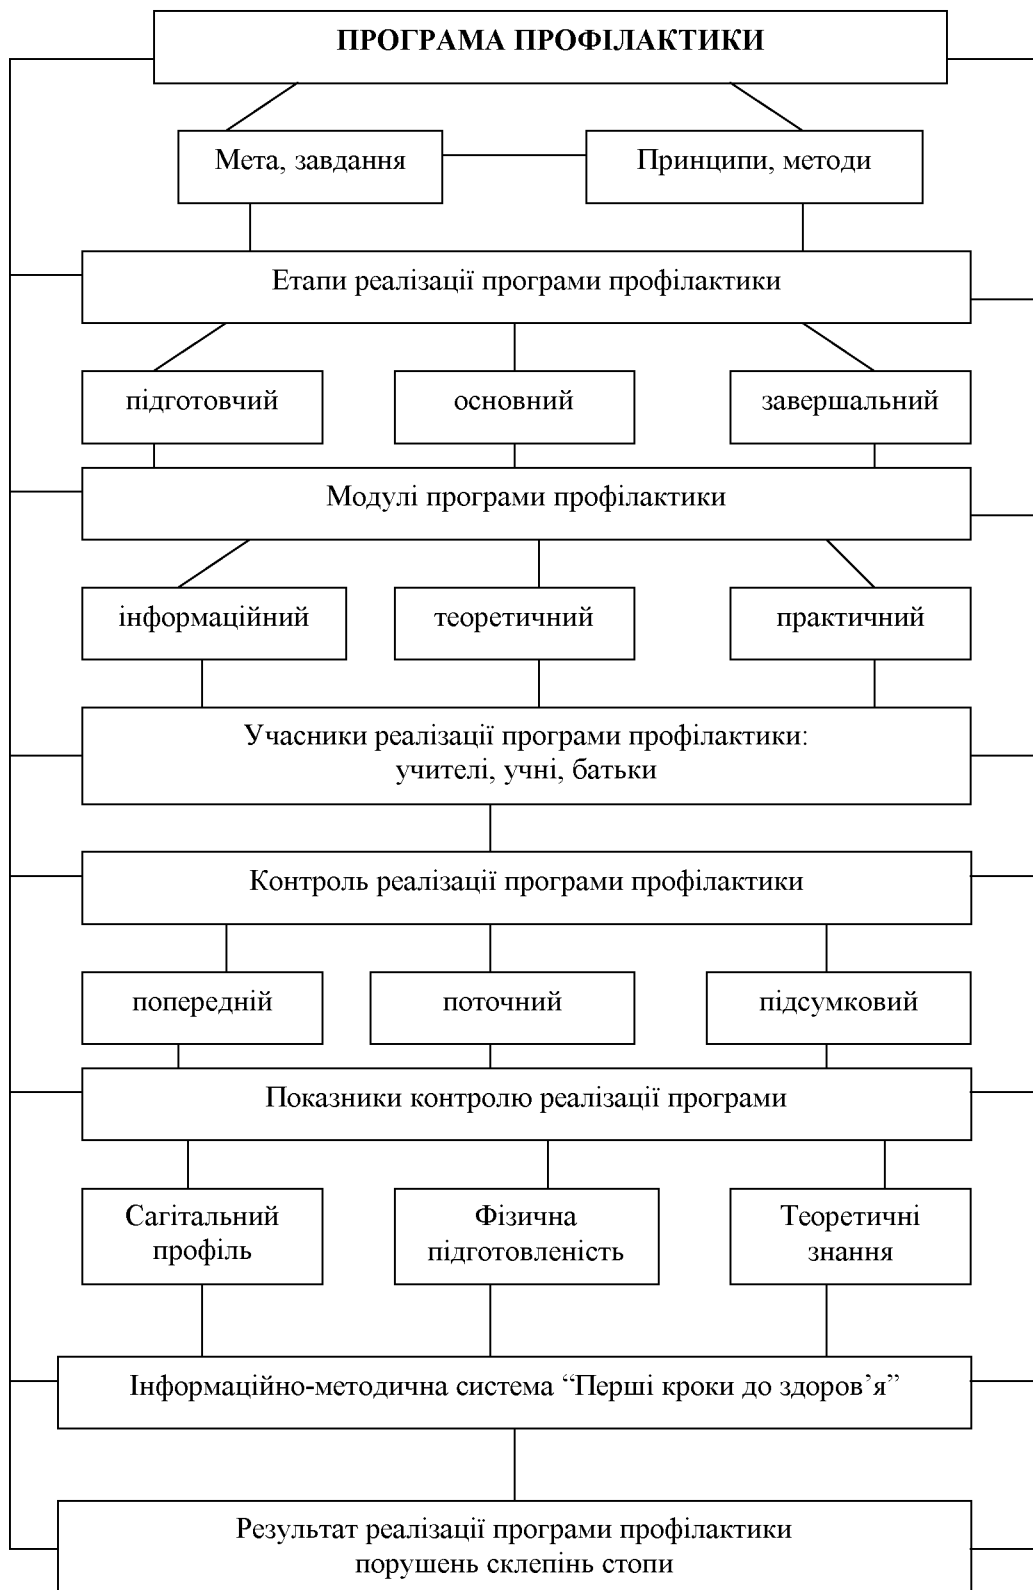 ПРОГРАМА ПРОФІЛАКТИКИ
Мета, завдання
Принципи, методи
Етапи реалізації програми профілактики
підготовчий
основний
завершальний
Модулі програми профілактики
інформаційний
теоретичний
практичний
Учасники реалізації програми профілактики:
учителі, учні, батьки
Контроль реалізації програми профілактики
попередній
поточний
підсумковий
Показники контролю реалізації програми
Сагітальний
профіль
Фізична
підготовленість
Теоретичні
знання
Інформаційно-методична система “Перші кроки до здоров’я”
Результат реалізації програми профілактики
порушень склепінь стопи